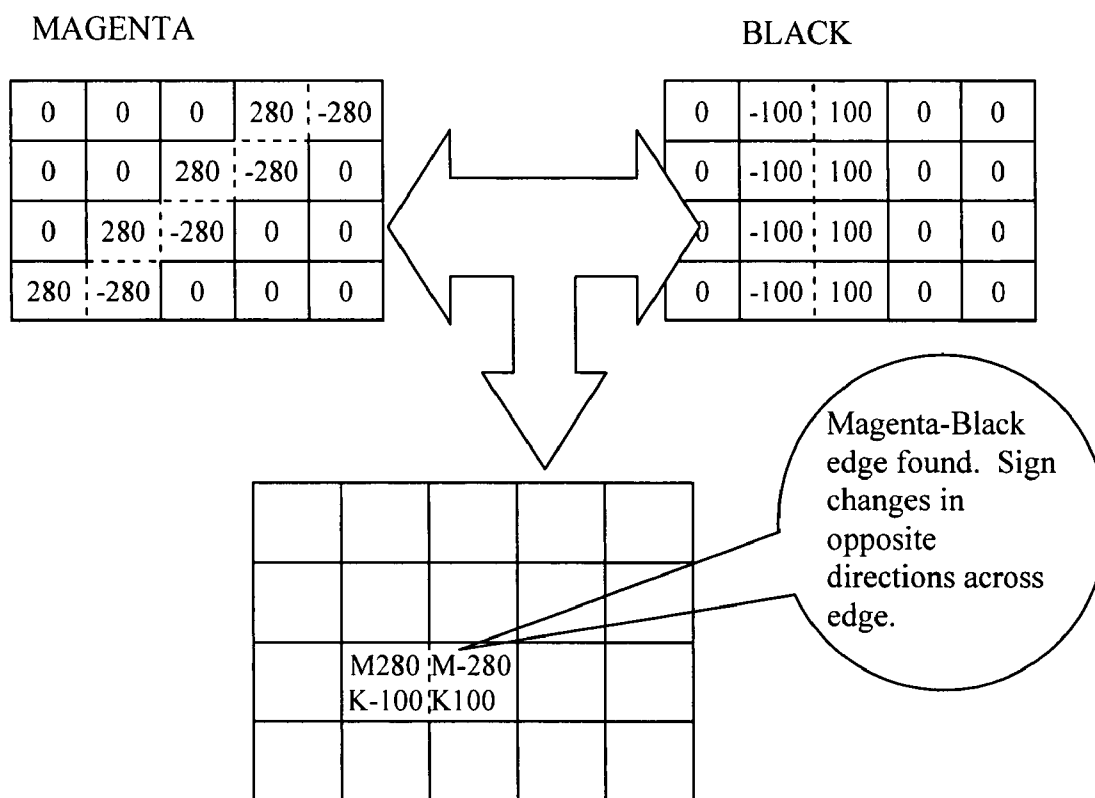 MAGENTA
BLACK
0 0 0 280 -280
0 0 280 -280 0
0 280 -280 0 0
280 -280 0 0 0
0 -100 100 0 0
0 -100 100 0 0
0 -100 100 0 0
0 -100 100 0 0
Magenta-Black
edge found. Sign
changes in
opposite
directions across
edge.
M280 M-280
K-100 K100